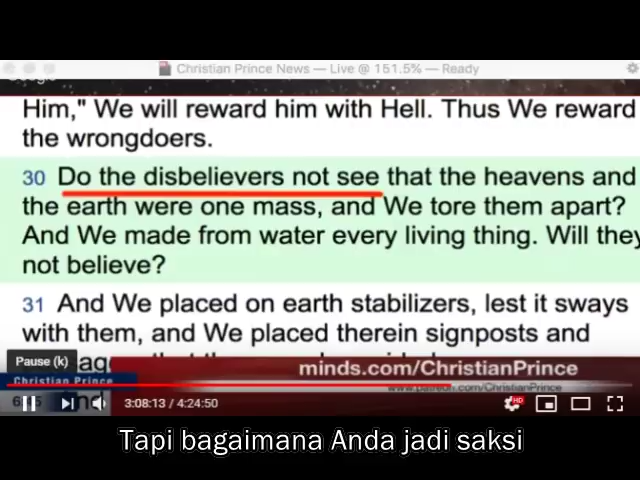 Christian Prince News — Live @ 151.5% — Ready
Him," We will reward him with Hell. Thus We reward
the wrongdoers.
30 Do the disbelievers not see that the heavens and
the earth were one mass, and We tore them apart?
And We made from water every living thing. Will they
not believe?
31 And We placed on earth stabilizers, lest it sways
with them, and We placed therein signposts and
Pause (k)
minds.com/ChristianPrince
Christian Prince
www.patreon.com/ChristianPrince
3:08:13 / 4:24:50
HD
Tapi bagaimana Anda jadi saksi